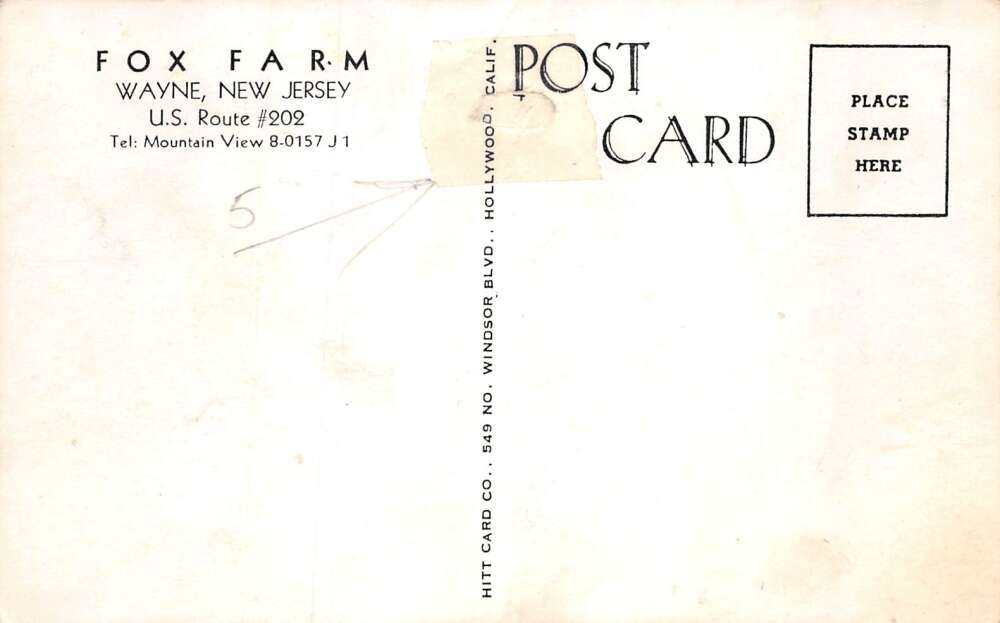 FOX FARM
WAYNE, NEW JERSEY
U.S. Route #202
Tel: Mountain View 8-0157 J 1
5
HITT CARD CO., 549 NO. WINDSOR BLVD., HOLLYWOOD, CALIF.
POST
CARD
PLACE
STAMP
HERE